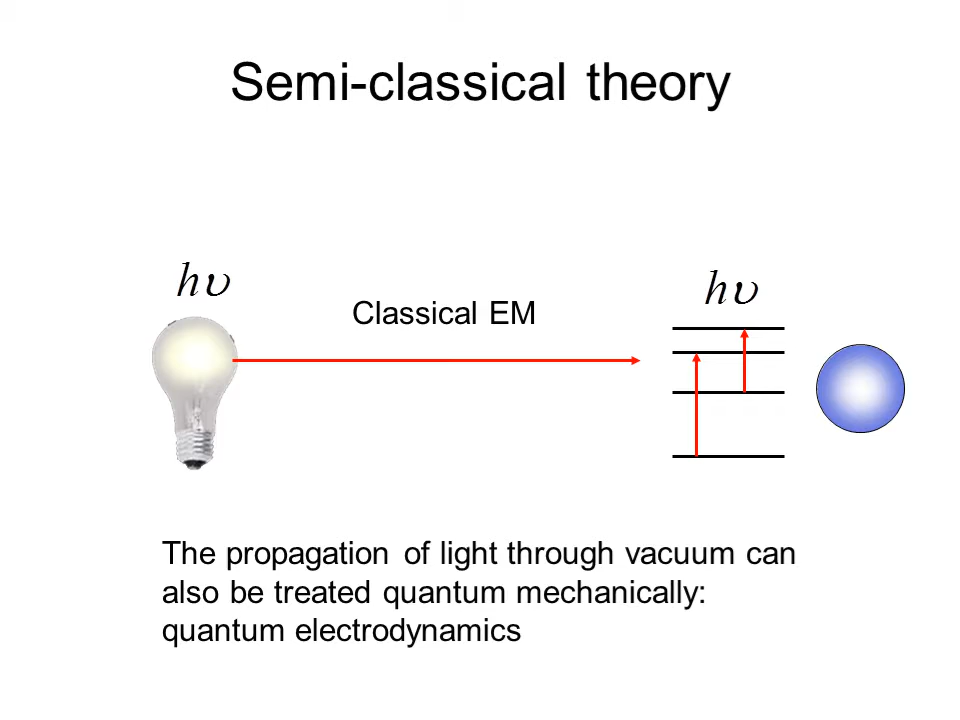 Semi-classical theory
hυ
Classical EM
hυ
The propagation of light through vacuum can
also be treated quantum mechanically:
quantum electrodynamics